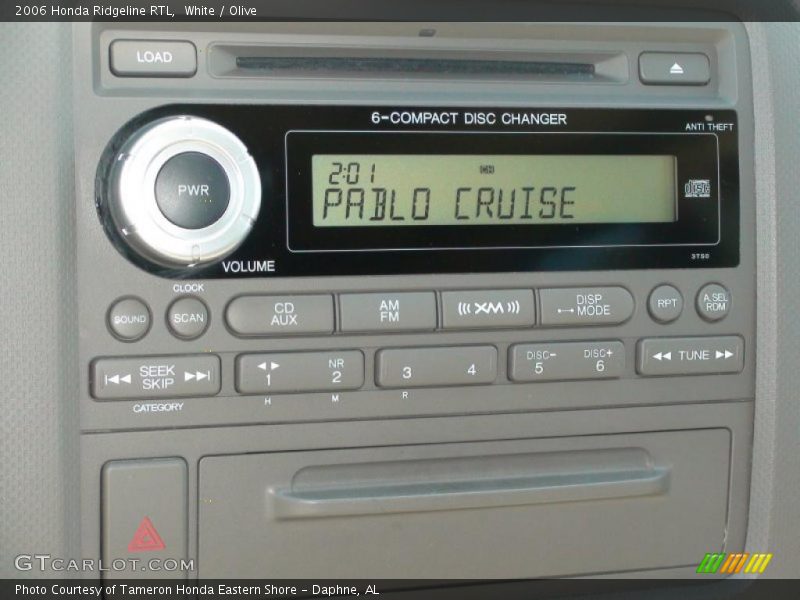 2006 Honda Ridgeline RTL, White / Olive
LOAD
6-COMPACT DISC CHANGER
ANTI THEFT
2:01
PABLO CRUISE
PWR
VOLUME
3TS0
CLOCK
SOUND
SCAN
CD
AUX
AM
FM
XM
DISP
MODE
RPT
A.SEL
RDM
SEEK
SKIP
1
NR
2
3
4
DISC-
5
DISC+
6
TUNE
CATEGORY
H
M
R
GTCARLOT.COM
Photo Courtesy of Tameron Honda Eastern Shore - Daphne, AL